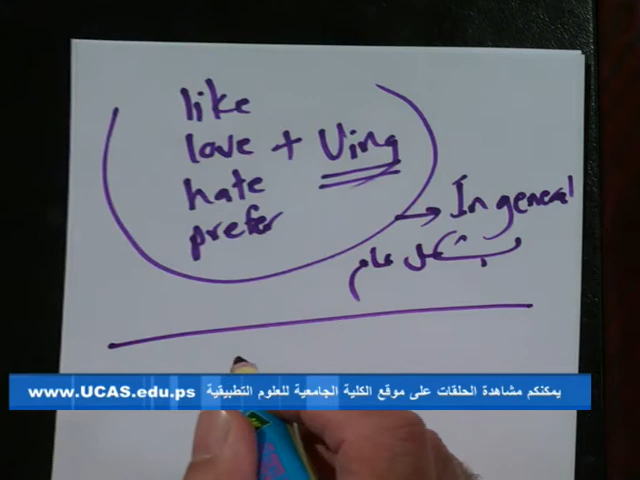 like
love + Ving
hate
prefer
In general
بشكل عام
www.UCAS.edu.ps يمكنكم مشاهدة الحلقات على موقع الكلية الجامعية للعلوم التطبيقية